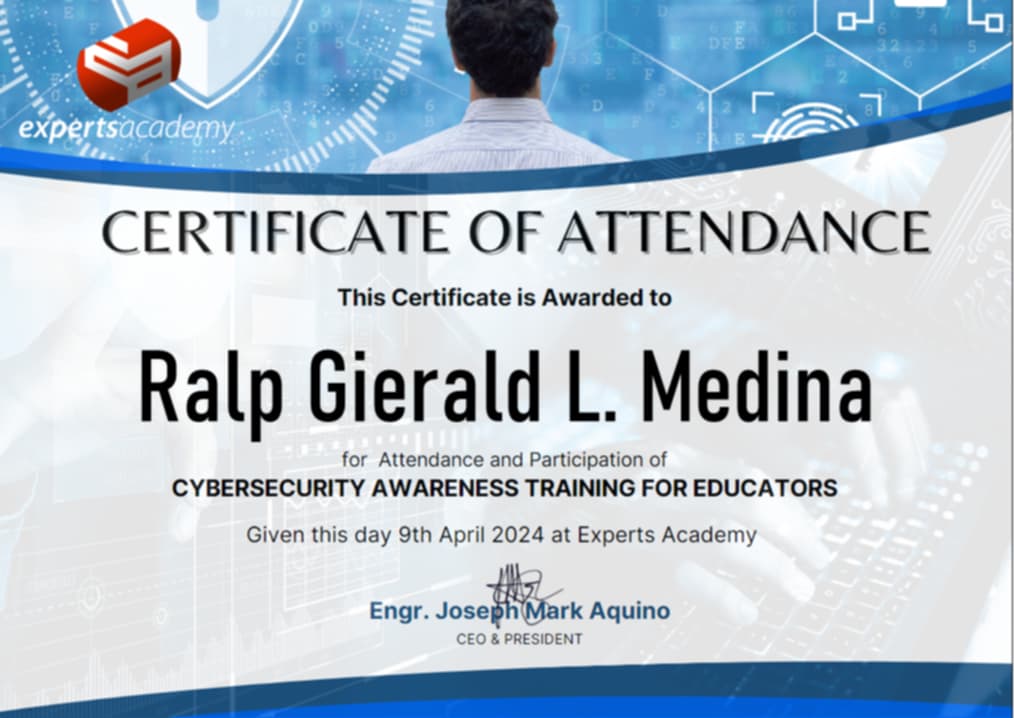 expertsacademy
CERTIFICATE OF ATTENDANCE
This Certificate is Awarded to
Ralp Gierald L. Medina
for Attendance and Participation of
CYBERSECURITY AWARENESS TRAINING FOR EDUCATORS
Given this day 9th April 2024 at Experts Academy
Engr. Joseph Mark Aquino
CEO & PRESIDENT